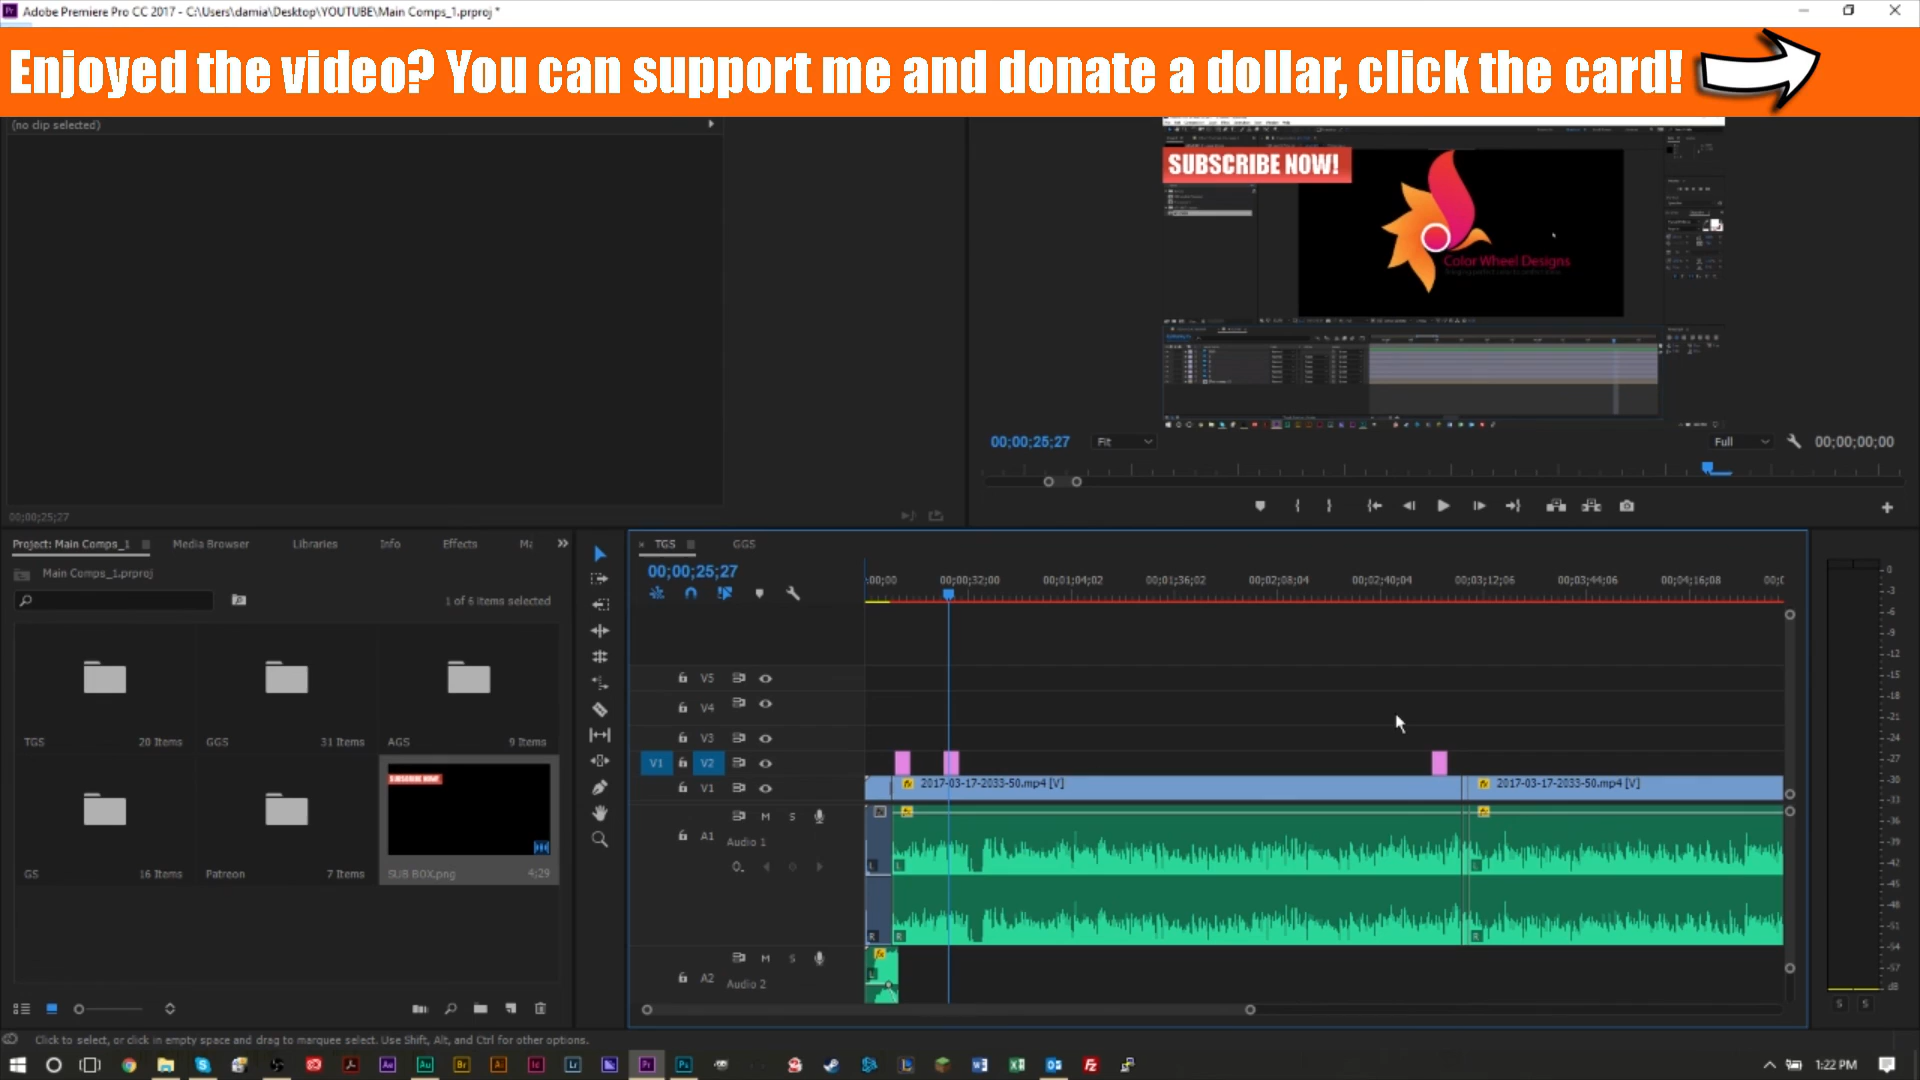 Adobe Premiere Pro CC 2017 - C:\Users\damia\Desktop\YOUTUBE\Main Comps_1.prproj *
Enjoyed the video? You can support me and donate a dollar, click the card!
(no clip selected)
SUBSCRIBE NOW!
Color Wheel Designs
00;00;25;27
Fit
Full
00;00;00;00
00;00;25;27
Project: Main Comps_1
Media Browser
Libraries
Info
Effects
Ma
Main Comps_1.prproj
1 of 6 items selected
TGS
20 Items
GGS
31 Items
AGS
9 Items
GS
16 Items
Patreon
7 Items
SUBSCRIBE NOW!
SUB BOX.png
4;29
× TGS
GGS
00;00;25;27
:00;00
00;00;32;00
00;01;04;02
00;01;36;02
00;02;08;04
00;02;40;04
00;03;12;06
00;03;44;06
00;04;16;08
V5
V4
V3
V1 V2
V1
2017-03-17-2033-50.mp4 [V]
2017-03-17-2033-50.mp4 [V]
M S
A1
Audio 1
L L L
R R R
M S
A2
Audio 2
L
0
-3
-6
-9
-12
-15
-18
-21
-24
-27
-30
-33
-36
-39
-42
-45
-48
-51
-54
-57
dB
S S
Click to select, or click in empty space and drag to marquee select. Use Shift, Alt, and Ctrl for other options.
1:22 PM